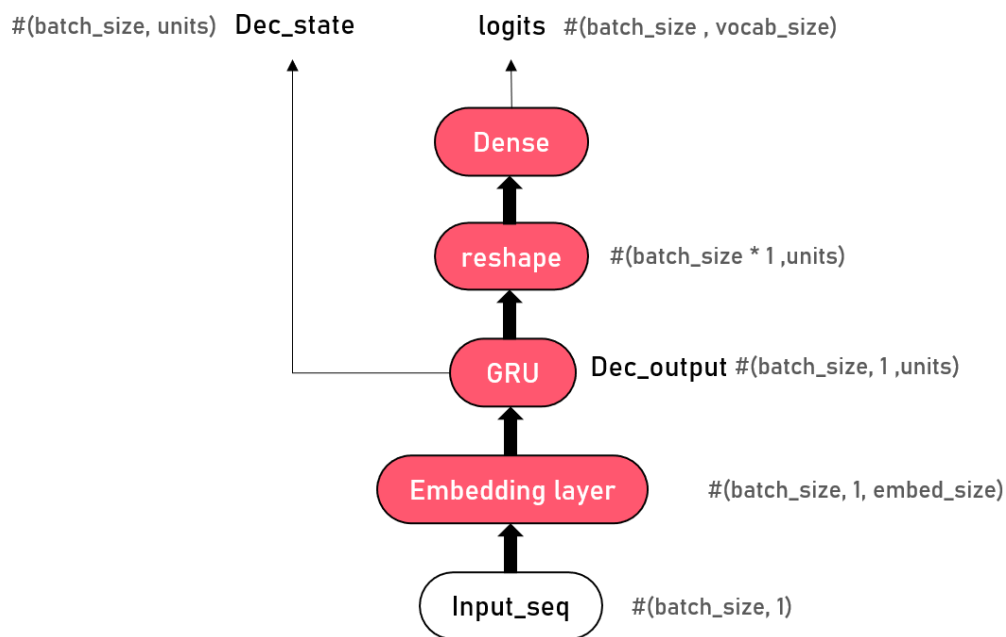 #(batch_size, units) Dec_state logits #(batch_size , vocab_size)
Dense
reshape #(batch_size * 1 ,units)
GRU Dec_output #(batch_size, 1 ,units)
Embedding layer #(batch_size, 1, embed_size)
Input_seq #(batch_size, 1)